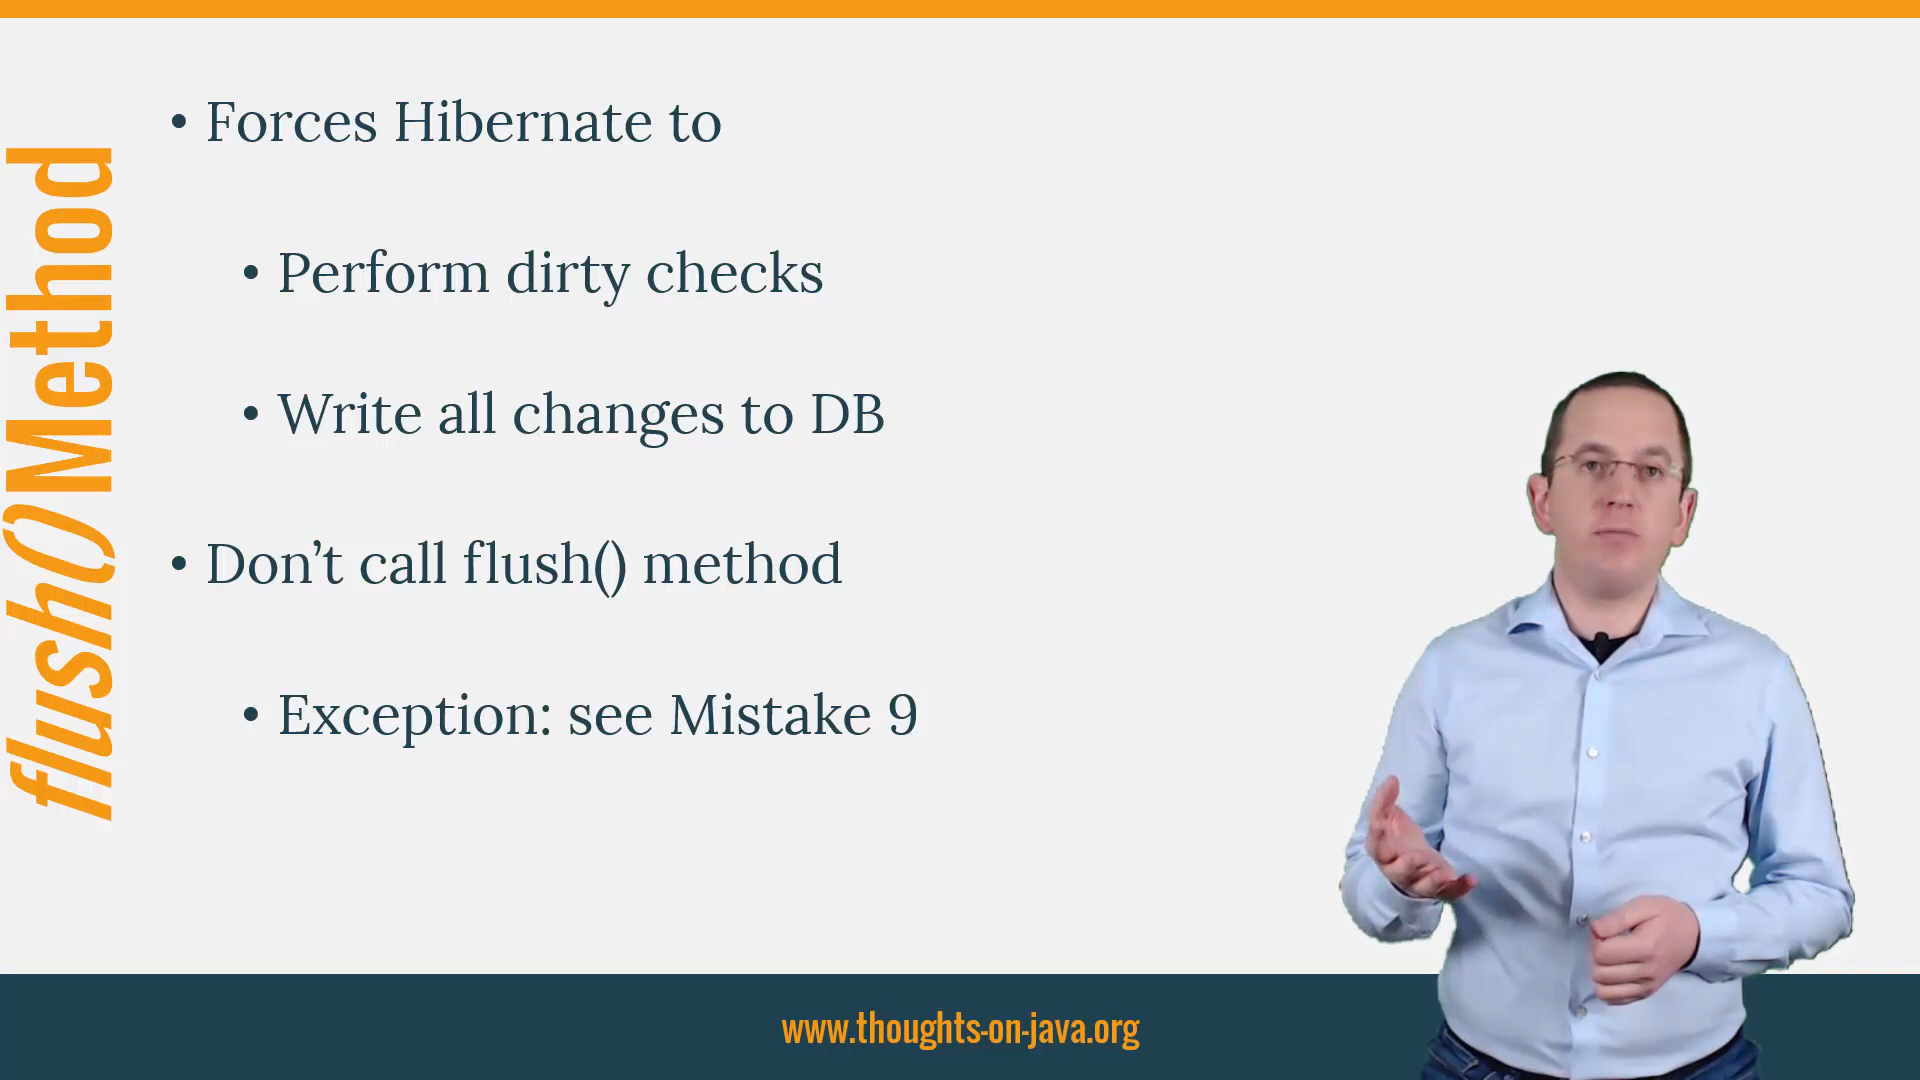 flush() Method
• Forces Hibernate to
• Perform dirty checks
• Write all changes to DB
• Don’t call flush() method
• Exception: see Mistake 9
www.thoughts-on-java.org